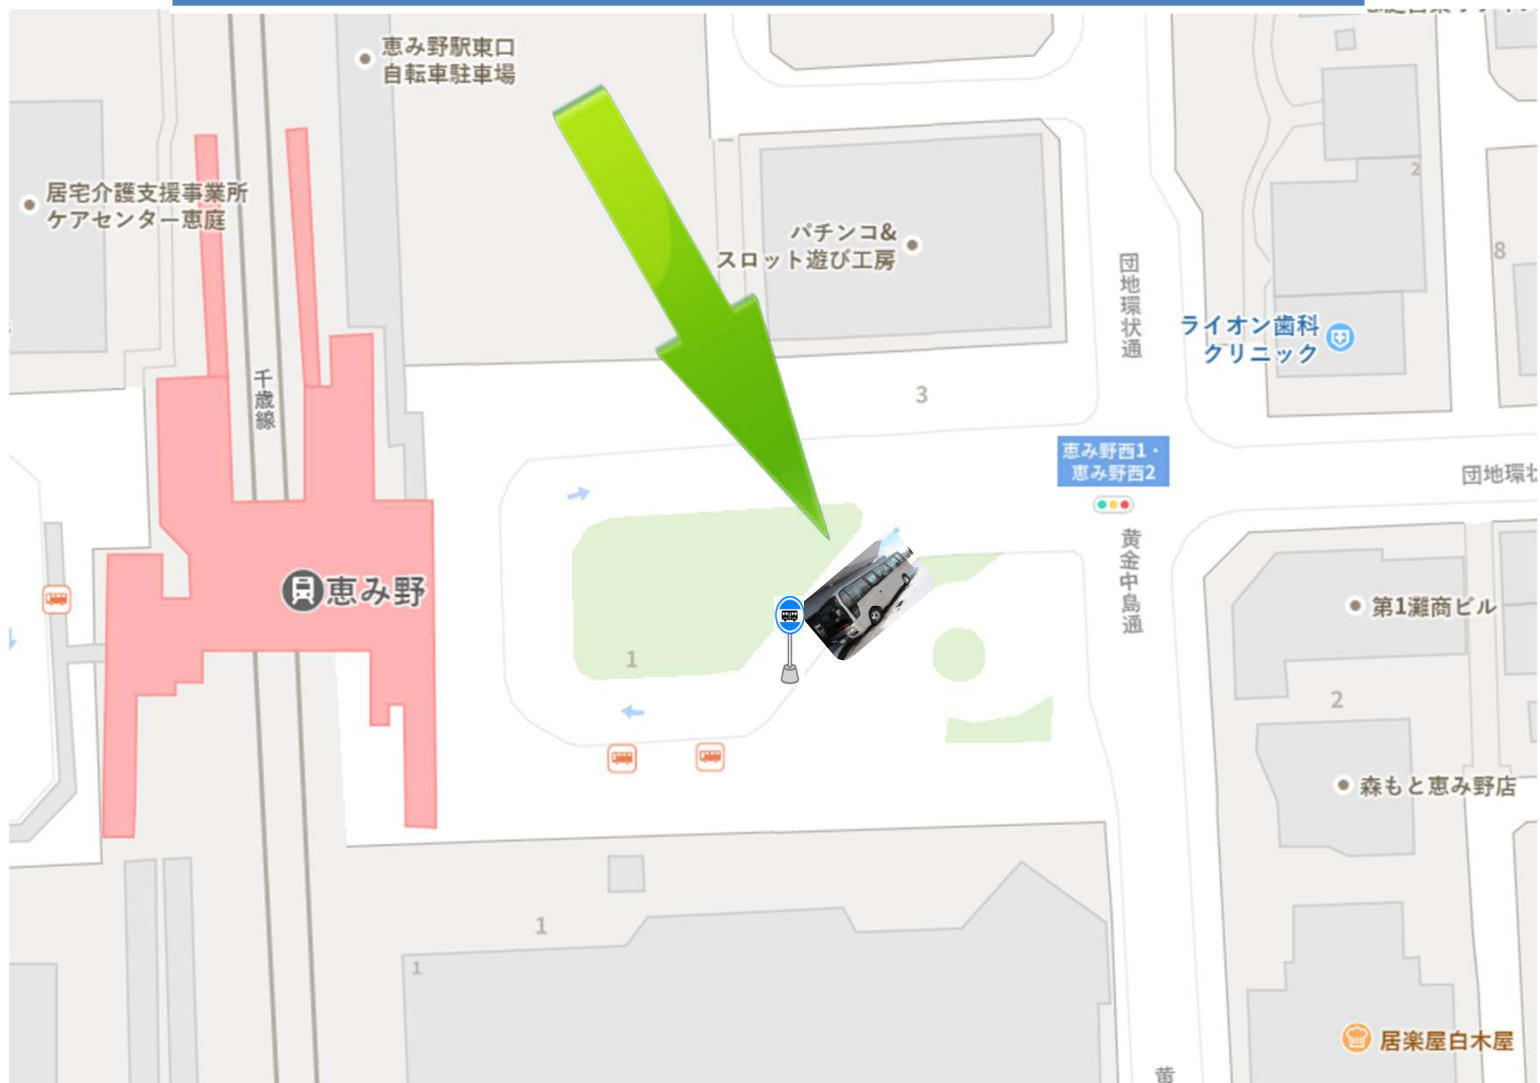 恵み野駅東口
自転車駐車場
居宅介護支援事業所
ケアセンター恵庭
パチンコ&
スロット遊び工房
団地環状通
ライオン歯科
クリニック
2
8
千歳線
3
恵み野西1・
恵み野西2
団地環状
黄金中島通
恵み野
1
第1灘商ビル
2
森もと恵み野店
1
1
居楽屋白木屋
黄